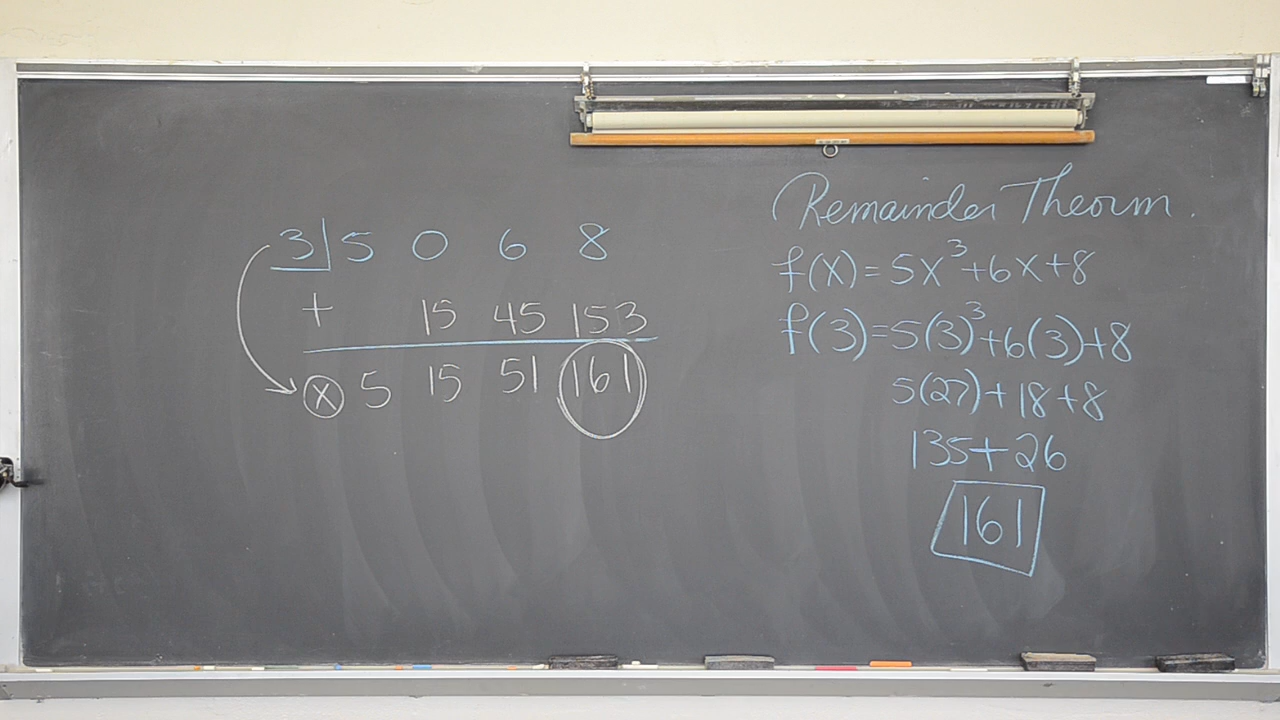 3| 5 0 6 8
+ 15 45 153
x 5 15 51 161
Remainder Theorm.
f(x)=5x³+6x+8
f(3)=5(3)³+6(3)+8
5(27)+18+8
135+26
161